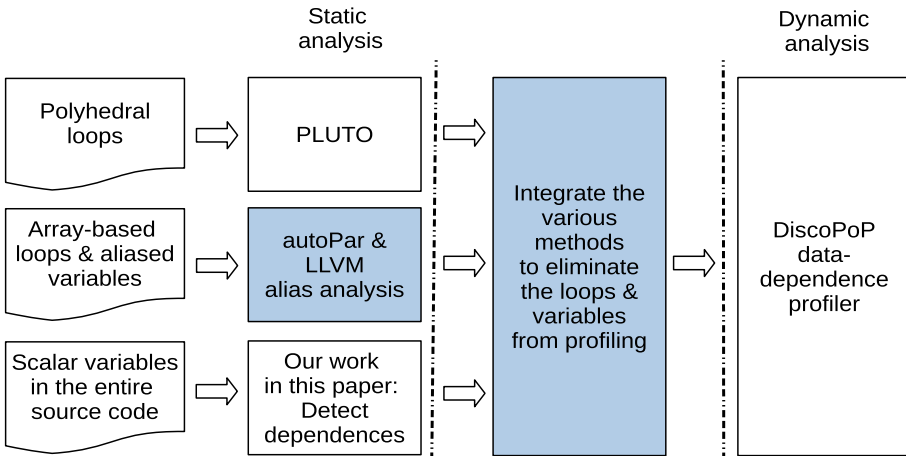 Static
analysis
Dynamic
analysis
Polyhedral
loops
PLUTO
Array-based
loops & aliased
variables
autoPar &
LLVM
alias analysis
Scalar variables
in the entire
source code
Our work
in this paper:
Detect
dependences
Integrate the
various
methods
to eliminate
the loops &
variables
from profiling
DiscoPoP
data-
dependence
profiler